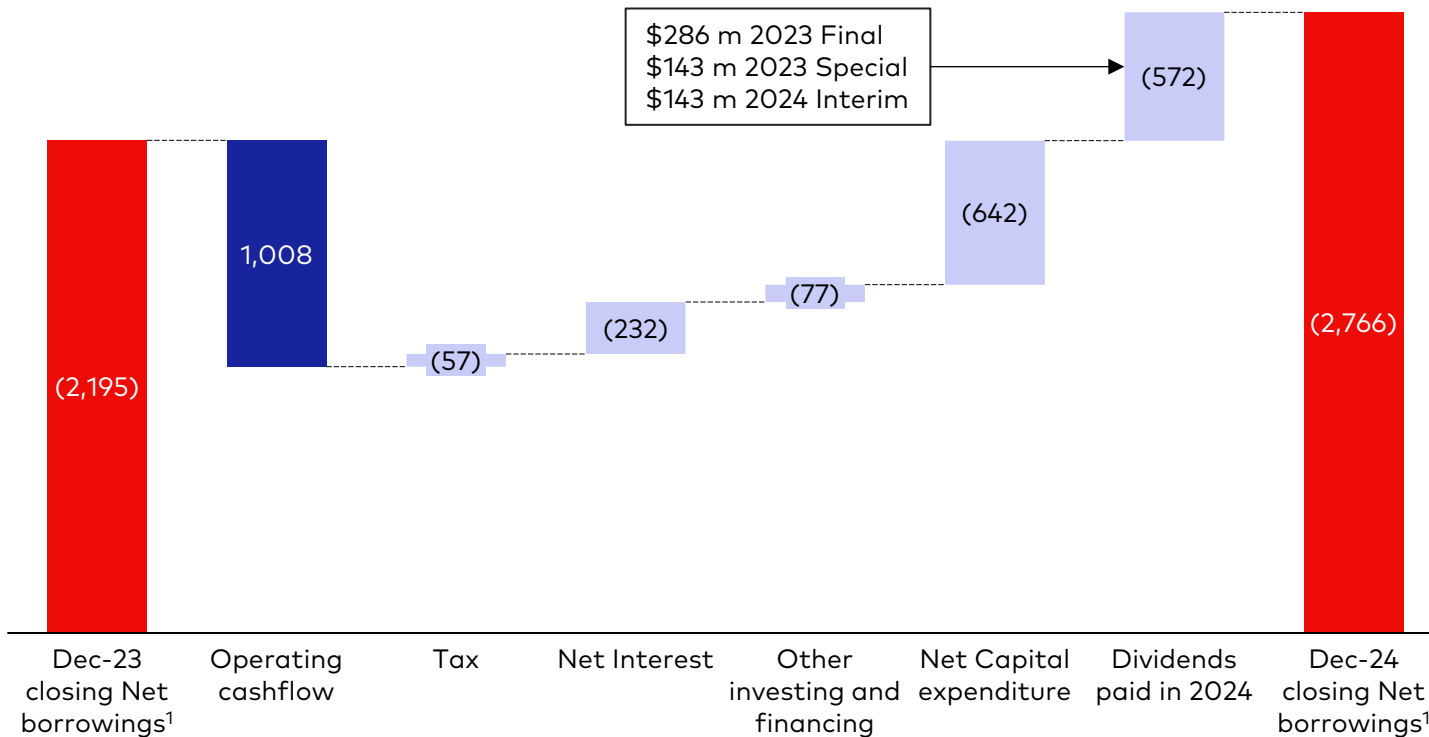 $286 m 2023 Final
$143 m 2023 Special
$143 m 2024 Interim
(572)
(642)
1,008
(77)
(232)
(57)
(2,195)
(2,766)
Dec-23
closing Net
borrowings¹
Operating
cashflow
Tax
Net Interest
Other
investing and
financing
Net Capital
expenditure
Dividends
paid in 2024
Dec-24
closing Net
borrowings¹